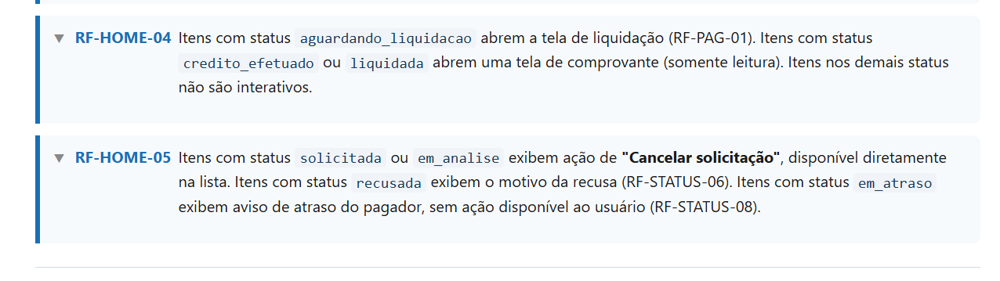 ▼ RF-HOME-04 Itens com status aguardando_liquidacao abrem a tela de liquidação (RF-PAG-01). Itens com status
credito_efetuado ou liquidada abrem uma tela de comprovante (somente leitura). Itens nos demais status
não são interativos.
▼ RF-HOME-05 Itens com status solicitada ou em_analise exibem ação de "Cancelar solicitação", disponível diretamente
na lista. Itens com status recusada exibem o motivo da recusa (RF-STATUS-06). Itens com status em_atraso
exibem aviso de atraso do pagador, sem ação disponível ao usuário (RF-STATUS-08).